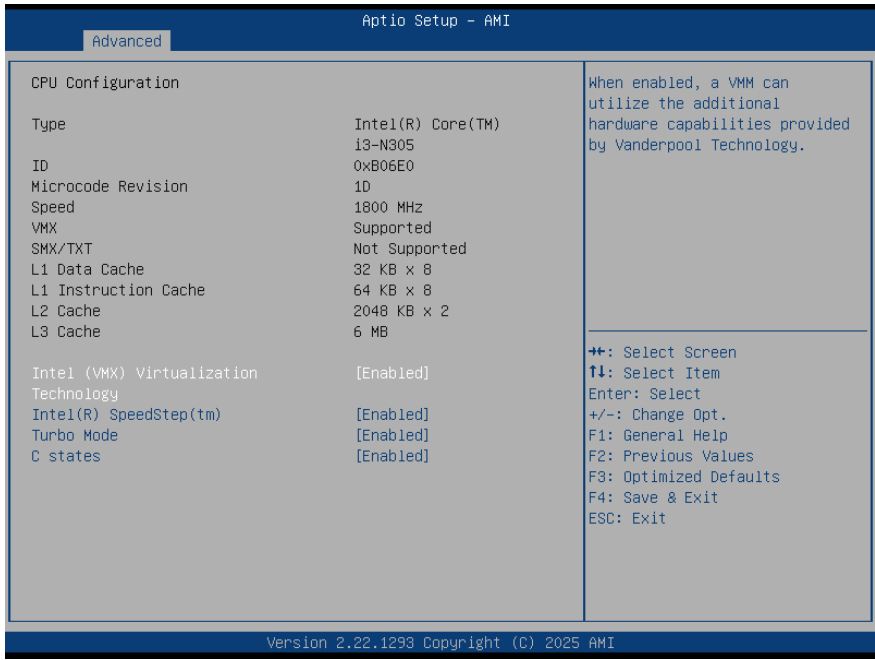 Aptio Setup - AMI
Advanced
CPU Configuration
Type Intel(R) Core(TM)
i3-N305
ID 0xB06E0
Microcode Revision 1D
Speed 1800 MHz
VMX Supported
SMX/TXT Not Supported
L1 Data Cache 32 KB x 8
L1 Instruction Cache 64 KB x 8
L2 Cache 2048 KB x 2
L3 Cache 6 MB
Intel (VMX) Virtualization [Enabled]
Technology
Intel(R) SpeedStep(tm) [Enabled]
Turbo Mode [Enabled]
C states [Enabled]
When enabled, a VMM can
utilize the additional
hardware capabilities provided
by Vanderpool Technology.
→←: Select Screen
↑↓: Select Item
Enter: Select
+/-: Change Opt.
F1: General Help
F2: Previous Values
F3: Optimized Defaults
F4: Save & Exit
ESC: Exit
Version 2.22.1293 Copyright (C) 2025 AMI